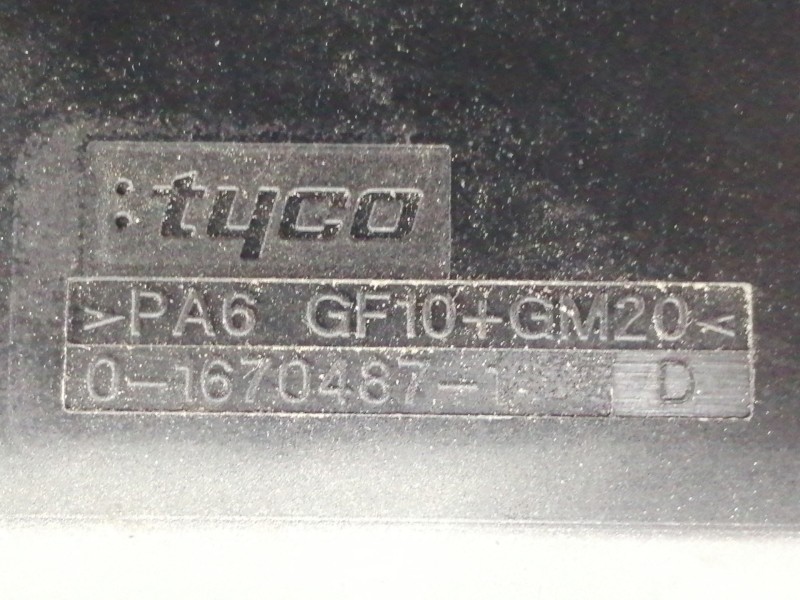 :tyco
>PA6 GF10+GM20<
0-1670487-1 D